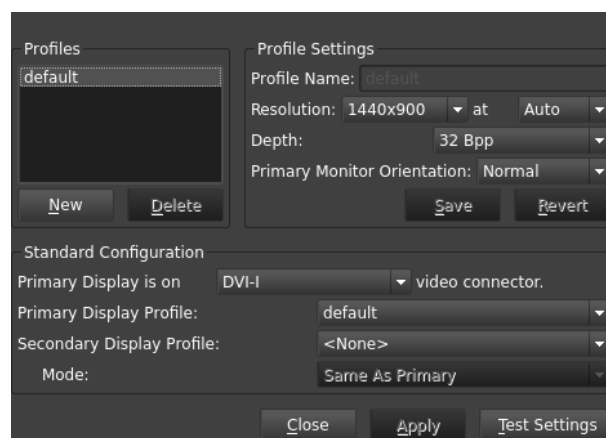 Profiles
default
New Delete
Profile Settings
Profile Name: default
Resolution: 1440x900 at Auto
Depth: 32 Bpp
Primary Monitor Orientation: Normal
Save Revert
Standard Configuration
Primary Display is on DVI-I video connector.
Primary Display Profile: default
Secondary Display Profile: <None>
Mode: Same As Primary
Close Apply Test Settings